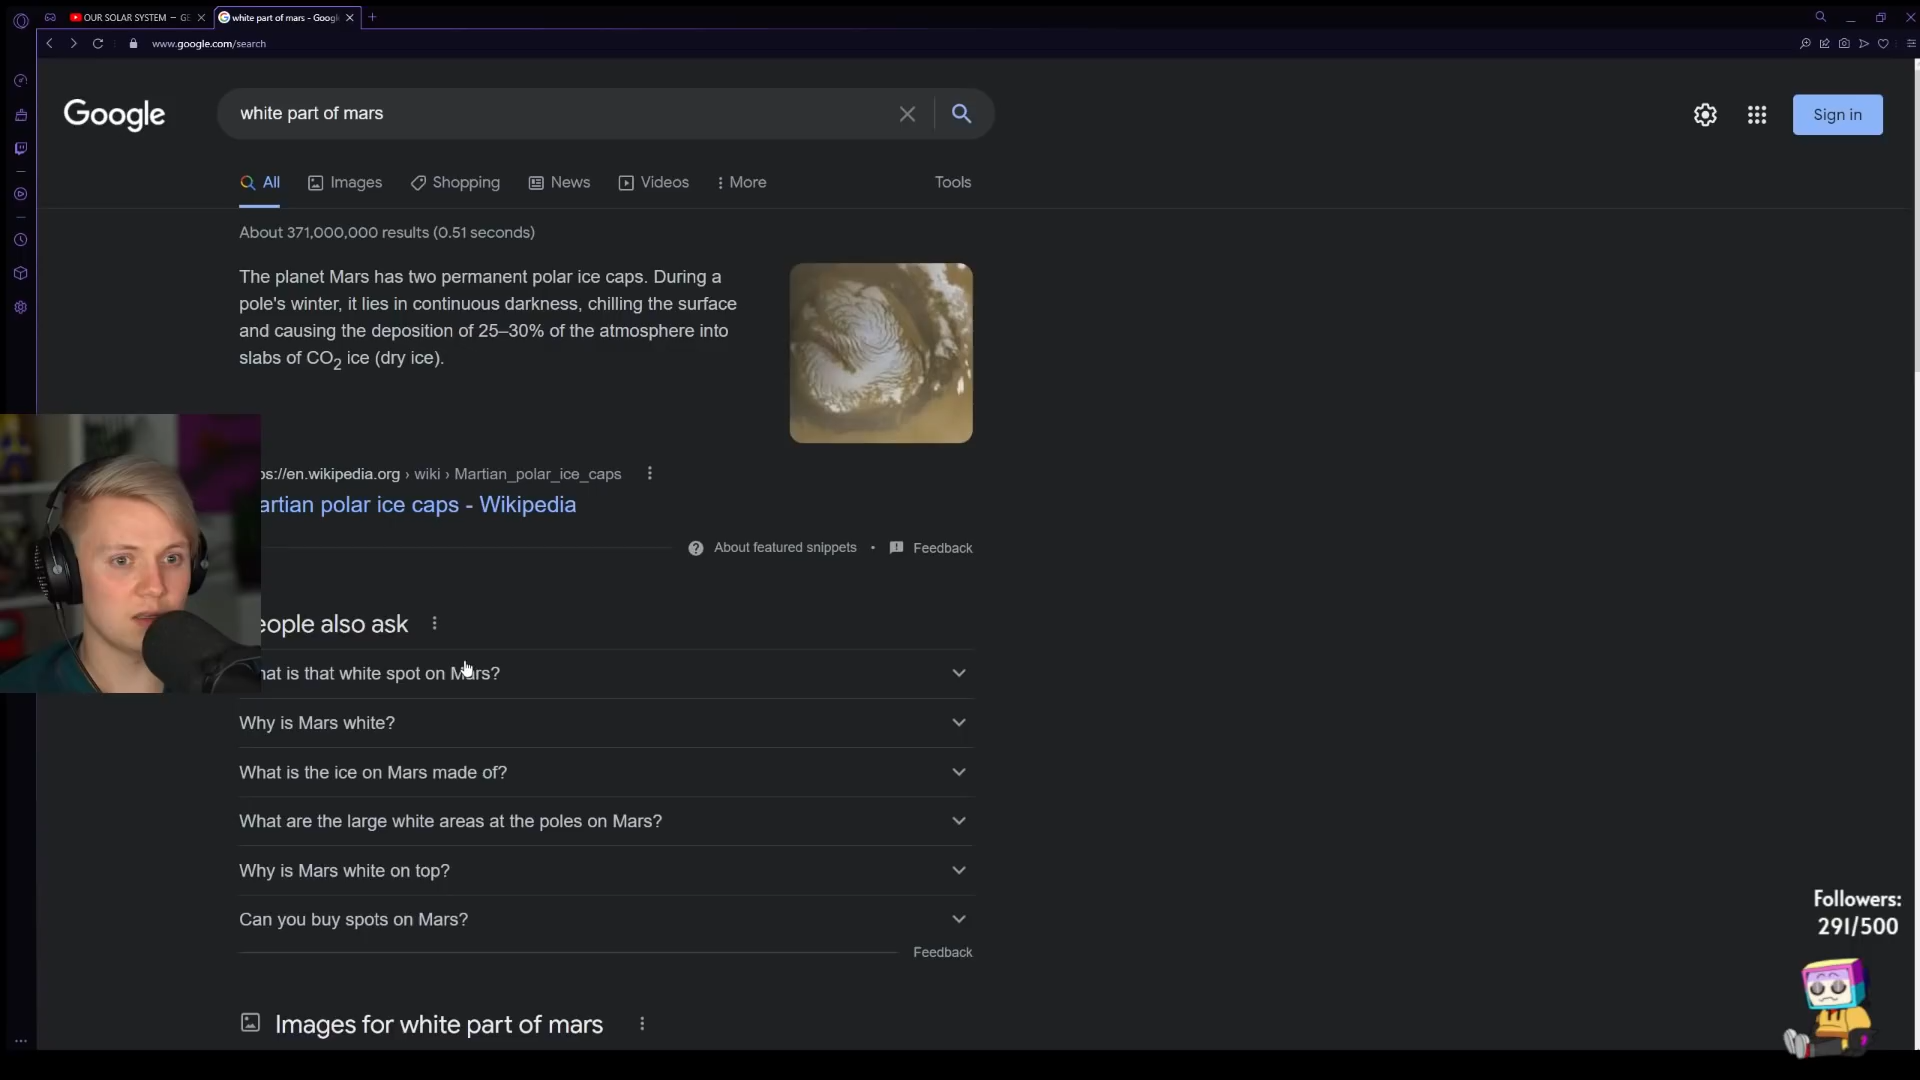 OUR SOLAR SYSTEM – GE
white part of mars - Goog
www.google.com/search
Google
white part of mars
Sign in
All
Images
Shopping
News
Videos
More
Tools
About 371,000,000 results (0.51 seconds)
The planet Mars has two permanent polar ice caps. During a
pole's winter, it lies in continuous darkness, chilling the surface
and causing the deposition of 25–30% of the atmosphere into
slabs of CO2 ice (dry ice).
ps://en.wikipedia.org › wiki › Martian_polar_ice_caps
artian polar ice caps - Wikipedia
About featured snippets
•
Feedback
eople also ask
hat is that white spot on Mars?
Why is Mars white?
What is the ice on Mars made of?
What are the large white areas at the poles on Mars?
Why is Mars white on top?
Can you buy spots on Mars?
Feedback
Images for white part of mars
Followers:
291/500